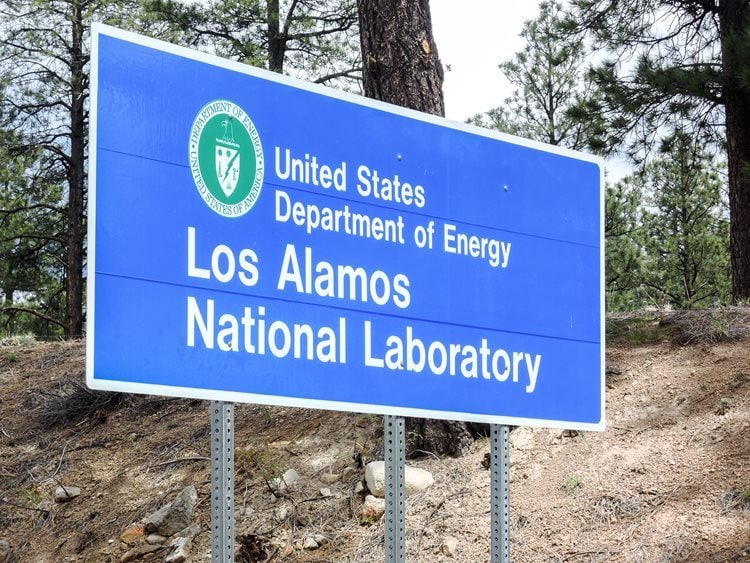 DEPARTMENT OF ENERGY
UNITED STATES OF AMERICA
United States
Department of Energy
Los Alamos
National Laboratory